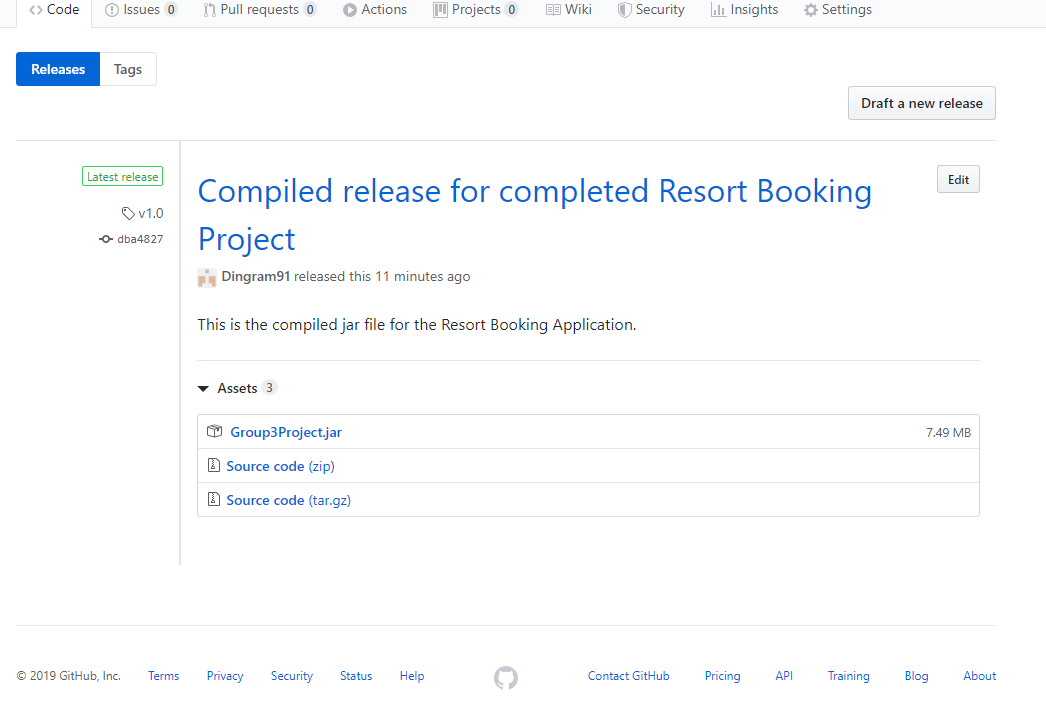 Code Issues 0 Pull requests 0 Actions Projects 0 Wiki Security Insights Settings
Releases Tags
Draft a new release
Latest release
v1.0
dba4827
Compiled release for completed Resort Booking
Project
Edit
Dingram91 released this 11 minutes ago
This is the compiled jar file for the Resort Booking Application.
Assets 3
Group3Project.jar 7.49 MB
Source code (zip)
Source code (tar.gz)
© 2019 GitHub, Inc. Terms Privacy Security Status Help Contact GitHub Pricing API Training Blog About